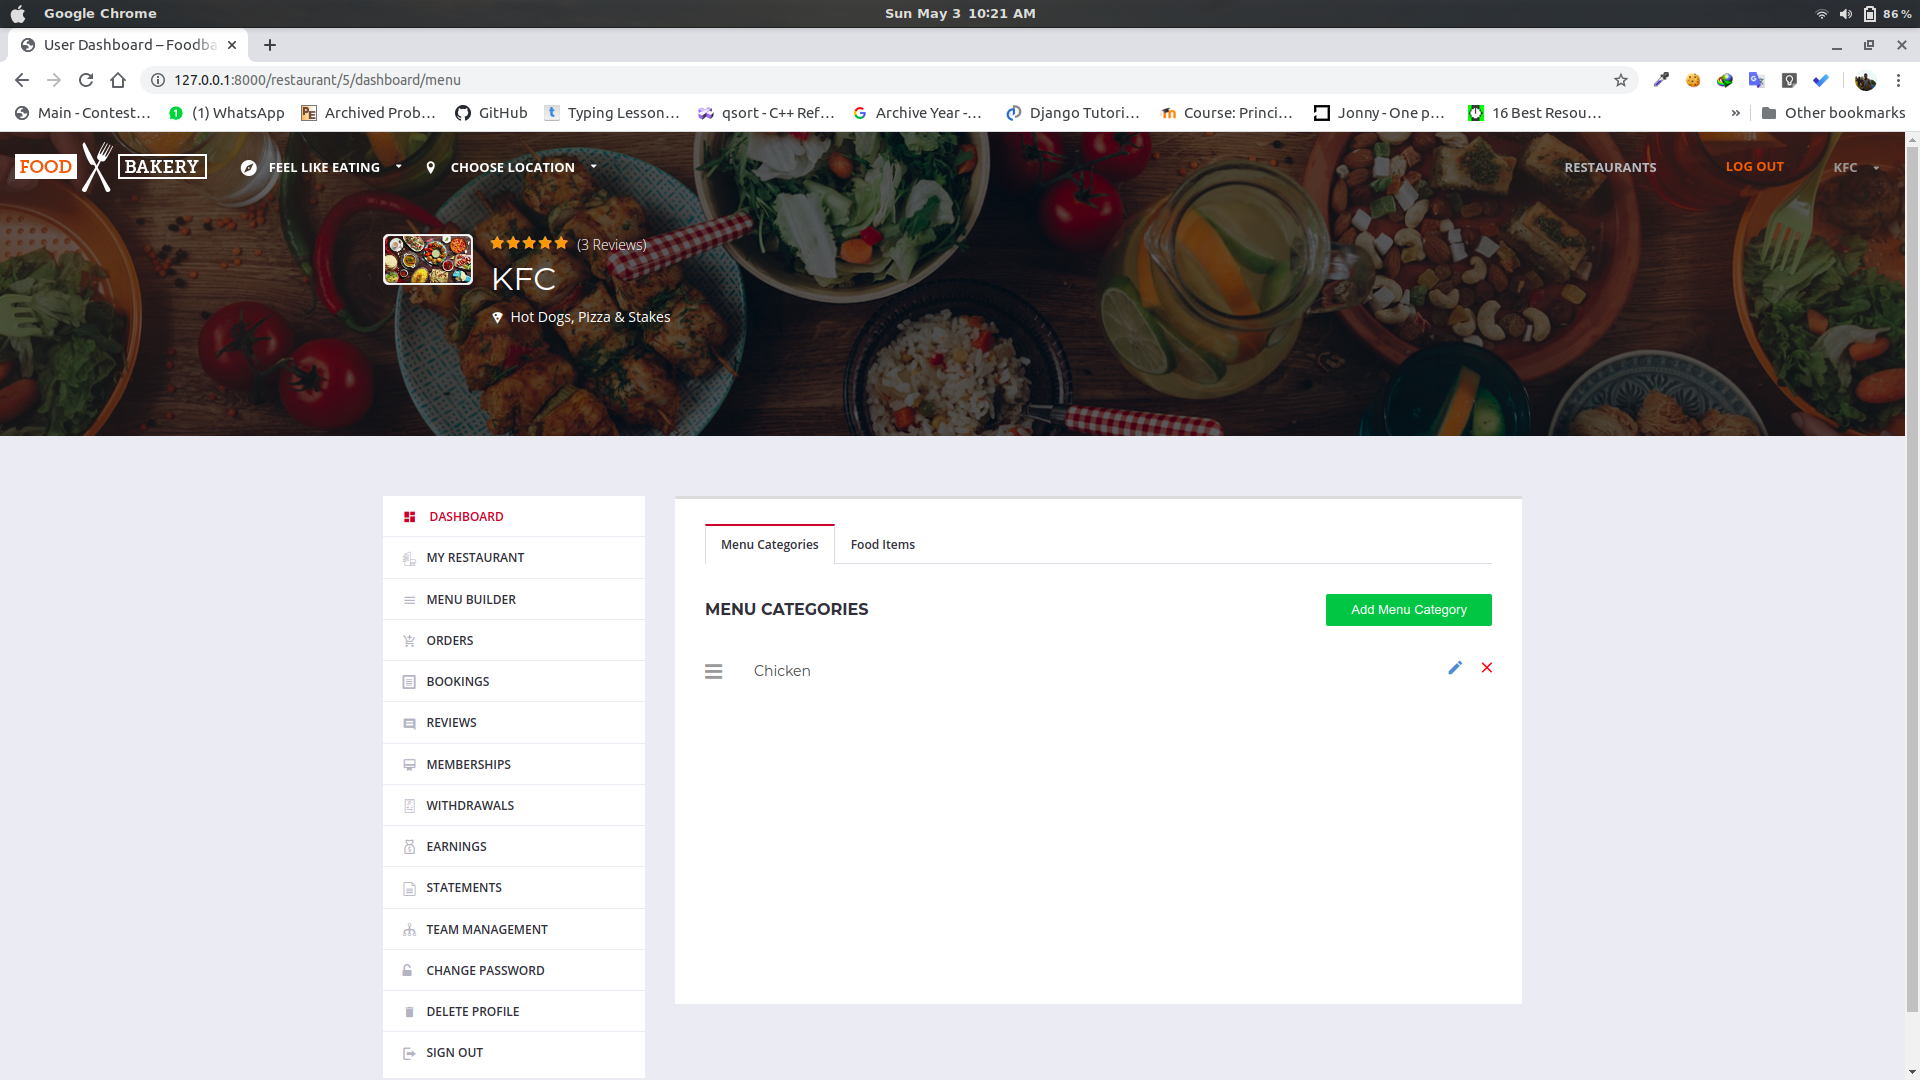 Google Chrome
Sun May 3 10:21 AM
86 %
User Dashboard – Foodba
127.0.0.1:8000/restaurant/5/dashboard/menu
Main - Contest...
(1) WhatsApp
Archived Prob...
GitHub
Typing Lesson...
qsort - C++ Ref...
Archive Year -...
Django Tutori...
Course: Princi...
Jonny - One p...
16 Best Resou...
»
Other bookmarks
FOOD BAKERY
FEEL LIKE EATING
CHOOSE LOCATION
RESTAURANTS
LOG OUT
KFC
(3 Reviews)
KFC
Hot Dogs, Pizza & Stakes
DASHBOARD
MY RESTAURANT
MENU BUILDER
ORDERS
BOOKINGS
REVIEWS
MEMBERSHIPS
WITHDRAWALS
EARNINGS
STATEMENTS
TEAM MANAGEMENT
CHANGE PASSWORD
DELETE PROFILE
SIGN OUT
Menu Categories
Food Items
MENU CATEGORIES
Add Menu Category
Chicken